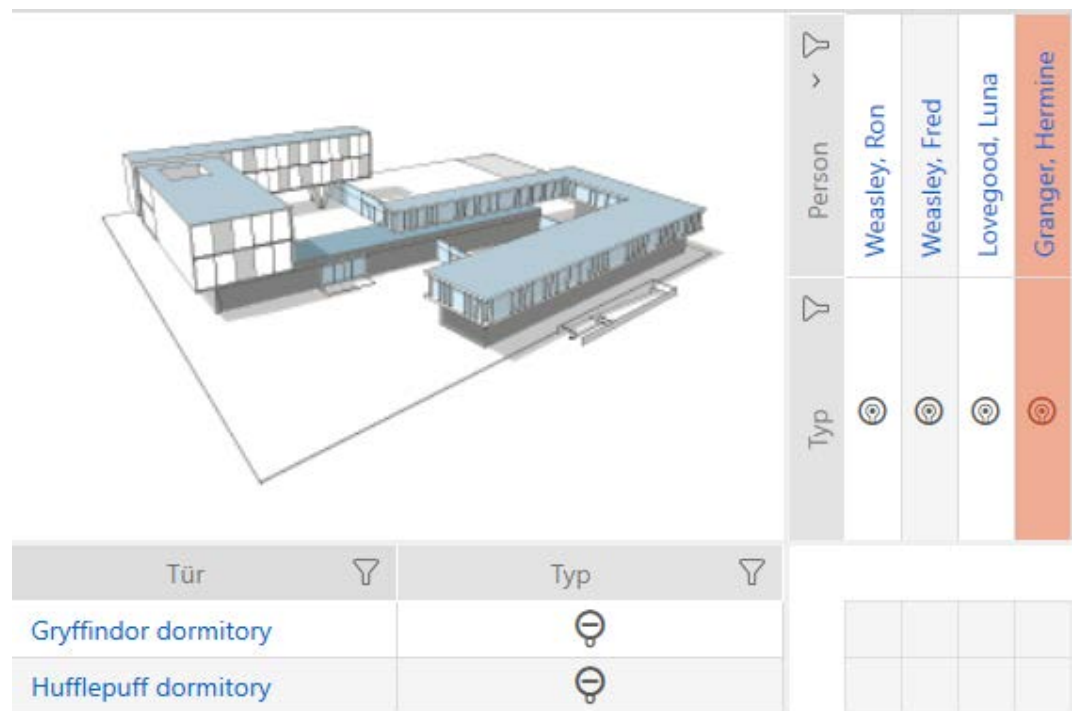 Person
Weasley, Ron
Weasley, Fred
Lovegood, Luna
Granger, Hermine
Typ
Tür
Typ
Gryffindor dormitory
Hufflepuff dormitory